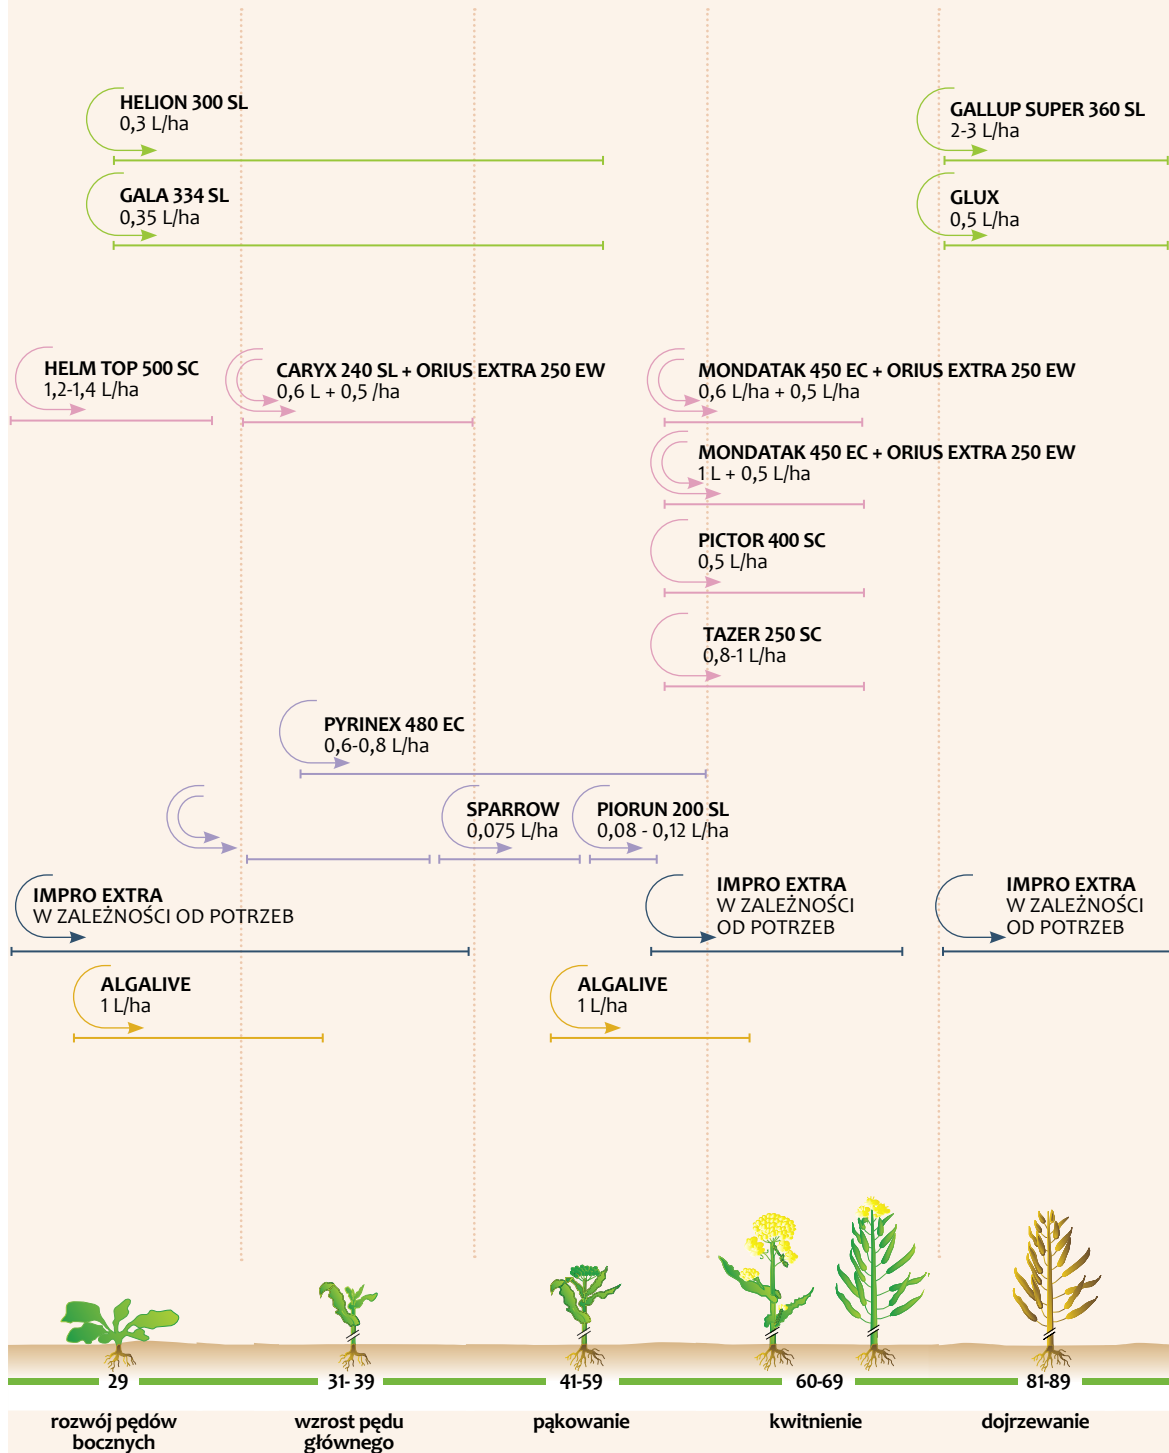 HELION 300 SL
0,3 L/ha
GALLUP SUPER 360 SL
2-3 L/ha
GALA 334 SL
0,35 L/ha
GLUX
0,5 L/ha
HELM TOP 500 SC
1,2-1,4 L/ha
CARYX 240 SL + ORIUS EXTRA 250 EW
0,6 L + 0,5 /ha
MONDATAK 450 EC + ORIUS EXTRA 250 EW
0,6 L/ha + 0,5 L/ha
MONDATAK 450 EC + ORIUS EXTRA 250 EW
1 L + 0,5 L/ha
PICTOR 400 SC
0,5 L/ha
TAZER 250 SC
0,8-1 L/ha
PYRINEX 480 EC
0,6-0,8 L/ha
SPARROW
0,075 L/ha
PIORUN 200 SL
0,08 - 0,12 L/ha
IMPRO EXTRA
W ZALEŻNOŚCI OD POTRZEB
IMPRO EXTRA
W ZALEŻNOŚCI
OD POTRZEB
IMPRO EXTRA
W ZALEŻNOŚCI
OD POTRZEB
ALGALIVE
1 L/ha
ALGALIVE
1 L/ha
29
31- 39
41-59
60-69
81-89
rozwój pędów
bocznych
wzrost pędu
głównego
pąkowanie
kwitnienie
dojrzewanie